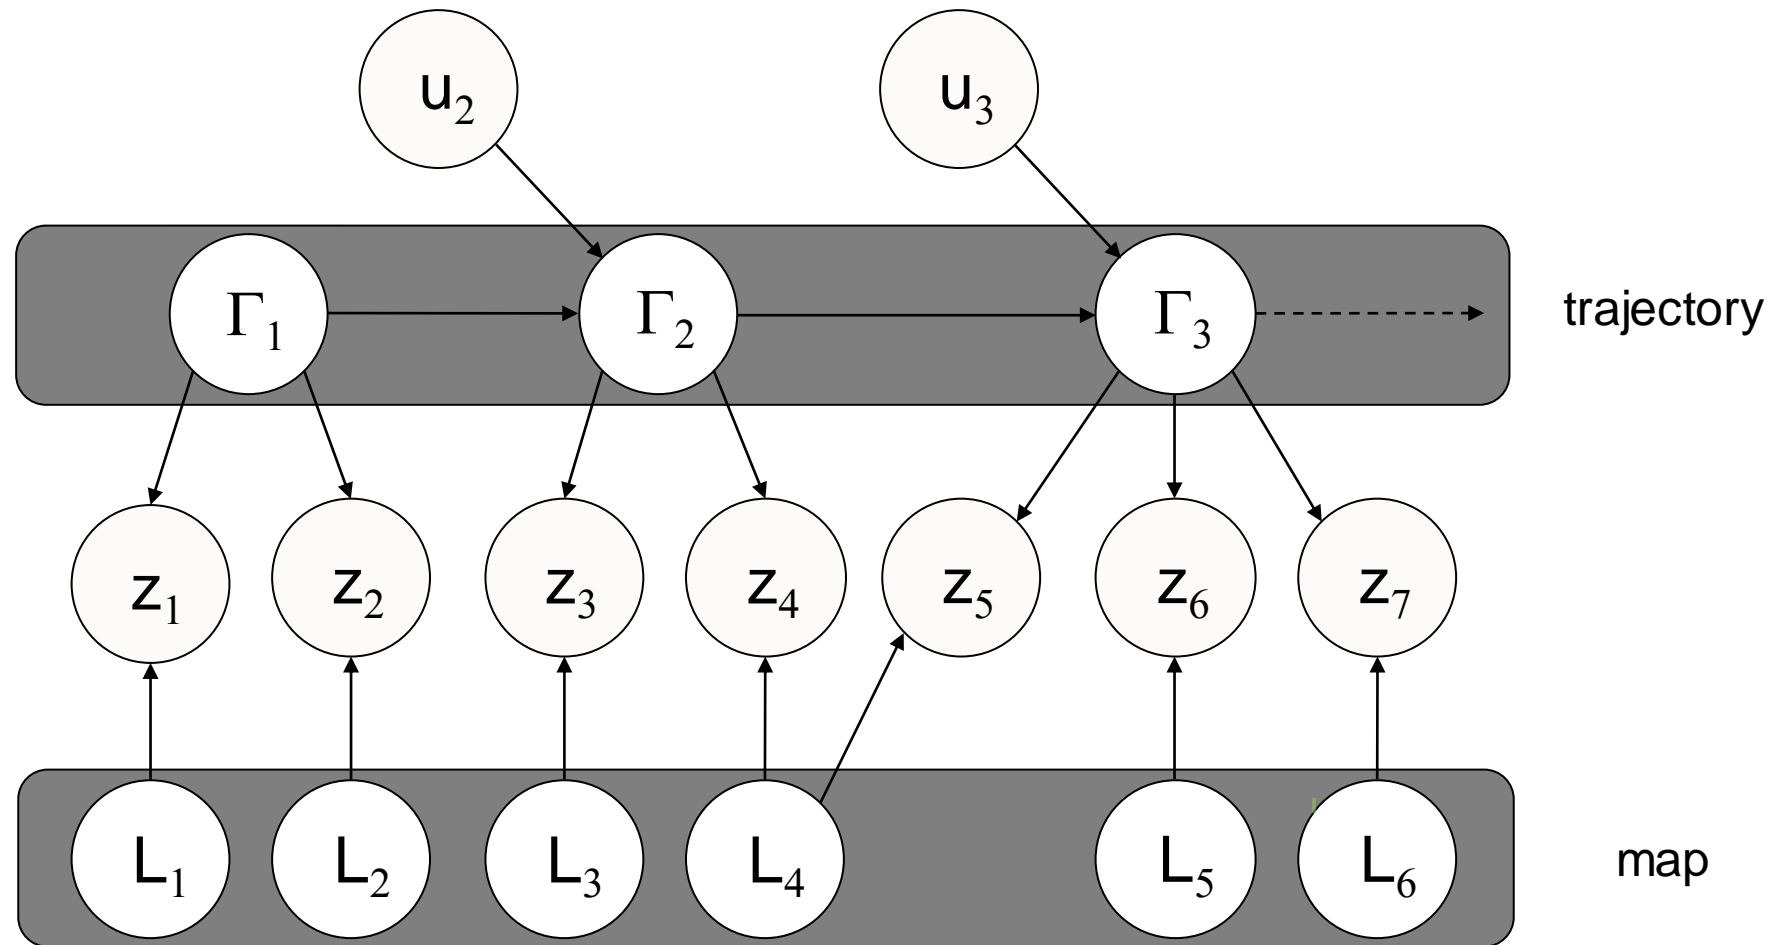 u₂ u₃
Γ₁ Γ₂ Γ₃ trajectory
z₁ z₂ z₃ z₄ z₅ z₆ z₇
L₁ L₂ L₃ L₄ L₅ L₆ map